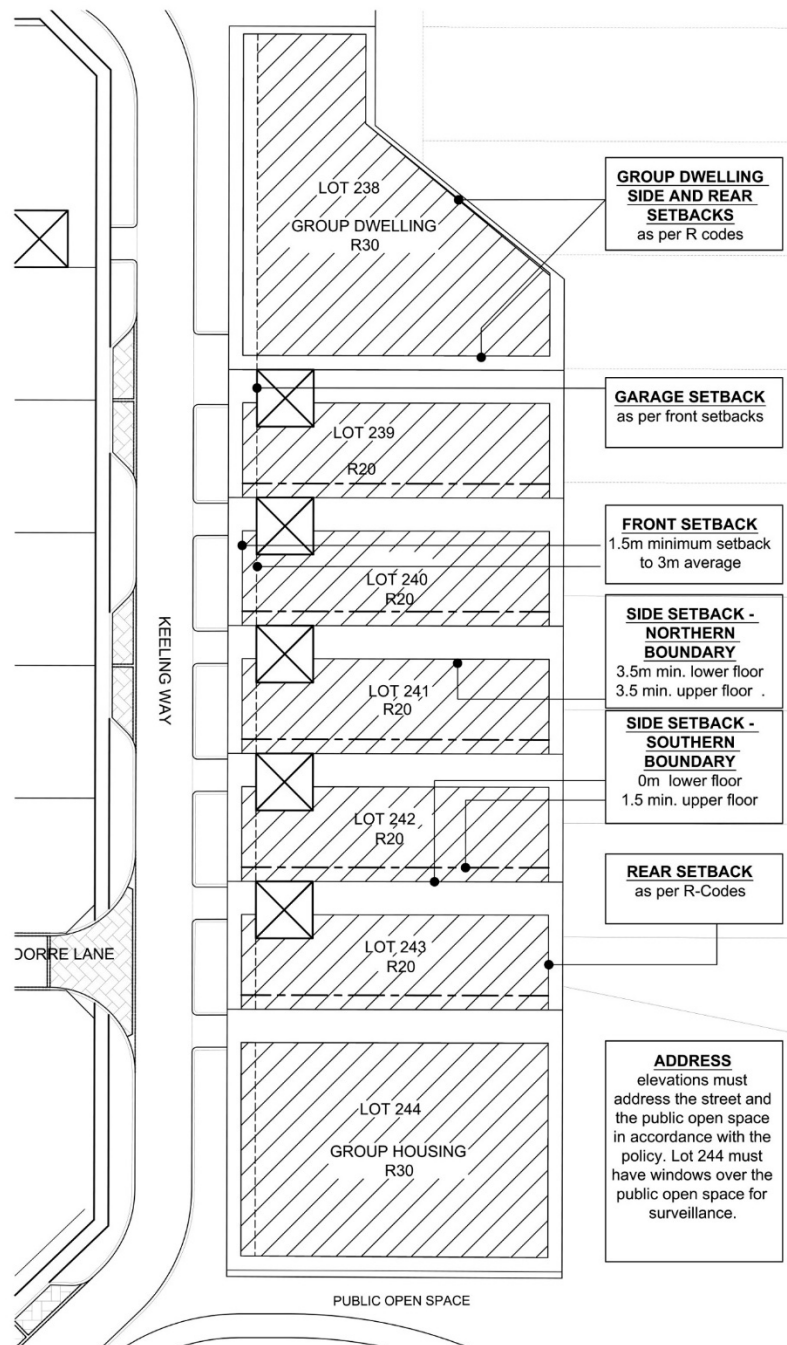 LOT 238
GROUP DWELLING
R30
GROUP DWELLING
SIDE AND REAR
SETBACKS
as per R codes
GARAGE SETBACK
as per front setbacks
LOT 239
R20
FRONT SETBACK
1.5m minimum setback
to 3m average
LOT 240
R20
SIDE SETBACK -
NORTHERN
BOUNDARY
3.5m min. lower floor
3.5 min. upper floor .
KEELING WAY
LOT 241
R20
SIDE SETBACK -
SOUTHERN
BOUNDARY
0m lower floor
1.5 min. upper floor
LOT 242
R20
REAR SETBACK
as per R-Codes
DORRE LANE
LOT 243
R20
ADDRESS
elevations must
address the street and
the public open space
in accordance with the
policy. Lot 244 must
have windows over the
public open space for
surveillance.
LOT 244
GROUP HOUSING
R30
PUBLIC OPEN SPACE